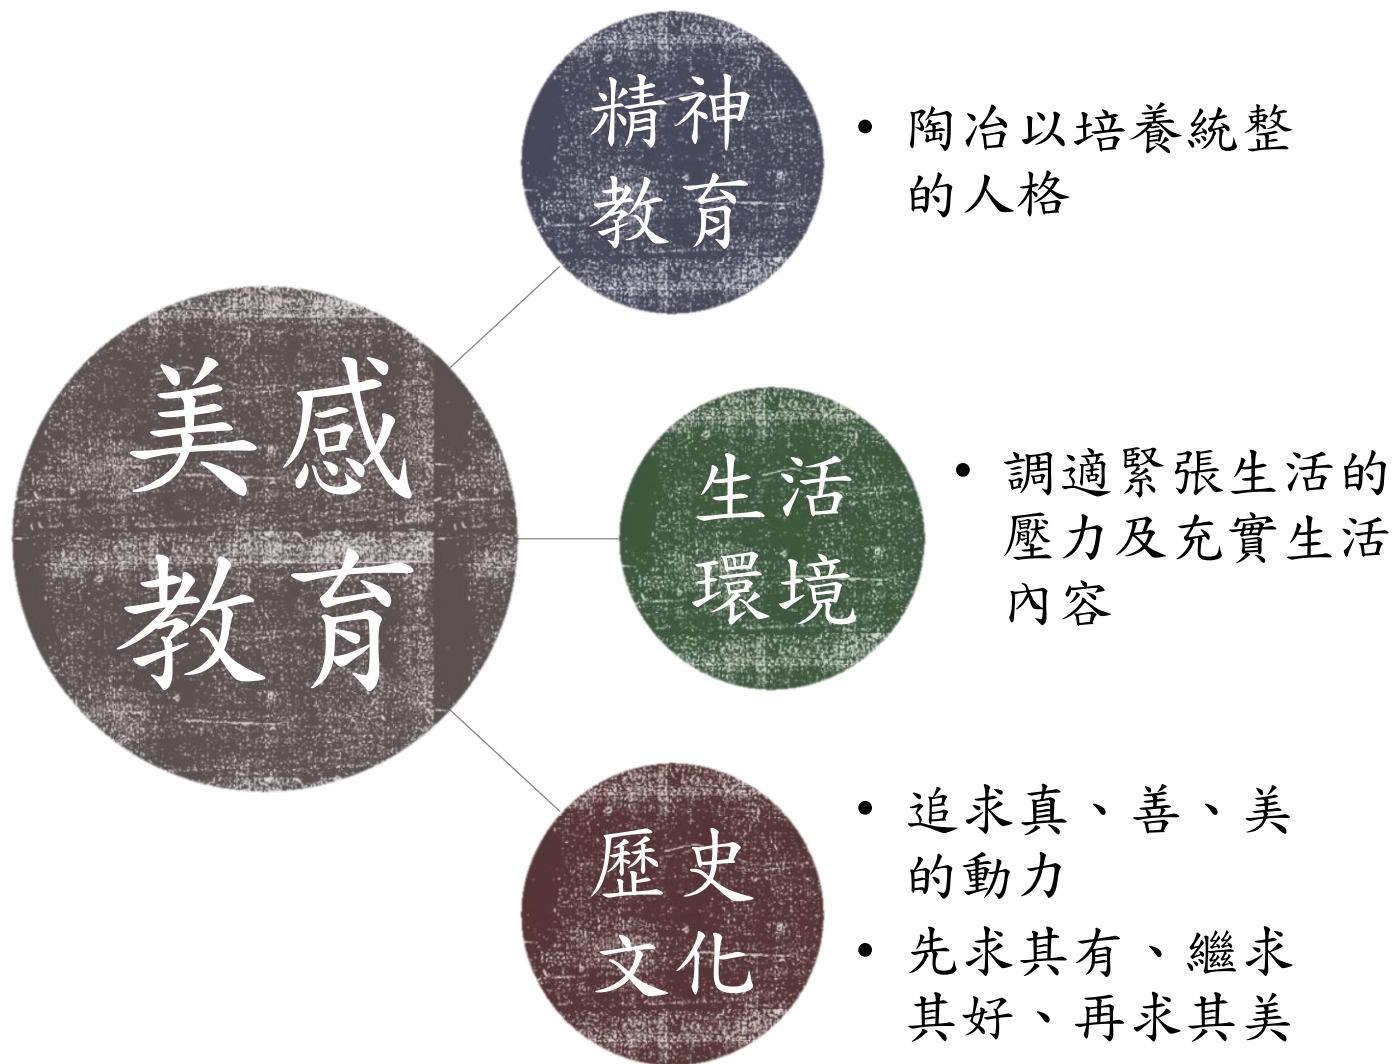 美感
教育
精神
教育
• 陶冶以培養統整
的人格
生活
環境
• 調適緊張生活的
壓力及充實生活
內容
歷史
文化
• 追求真、善、美
的動力
• 先求其有、繼求
其好、再求其美